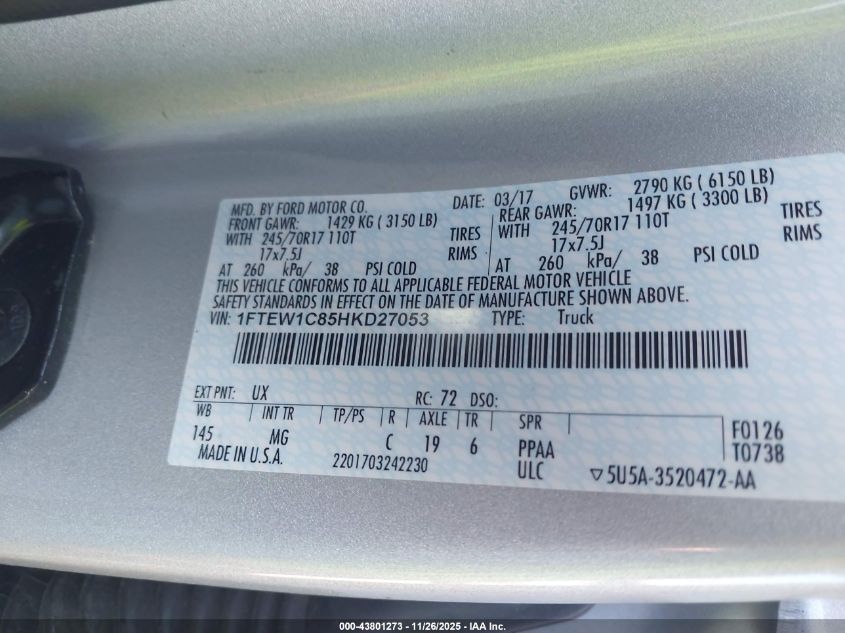 MFD. BY FORD MOTOR CO. DATE: 03/17 GVWR: 2790 KG ( 6150 LB)
FRONT GAWR: 1429 KG ( 3150 LB) REAR GAWR: 1497 KG ( 3300 LB)
WITH 245/70R17 110T TIRES WITH 245/70R17 110T TIRES
17x7.5J RIMS 17x7.5J RIMS
AT 260 kPa/ 38 PSI COLD AT 260 kPa/ 38 PSI COLD
THIS VEHICLE CONFORMS TO ALL APPLICABLE FEDERAL MOTOR VEHICLE
SAFETY STANDARDS IN EFFECT ON THE DATE OF MANUFACTURE SHOWN ABOVE.
VIN: 1FTEW1C85HKD27053 TYPE: Truck
EXT PNT: UX RC: 72 DSO:
WB INT TR TP/PS R AXLE TR SPR
145 MG C 19 6 PPAA F0126
MADE IN U.S.A. 2201703242230 ULC T0738
▽5U5A-3520472-AA
000-43801273 - 11/26/2025 - IAA Inc.